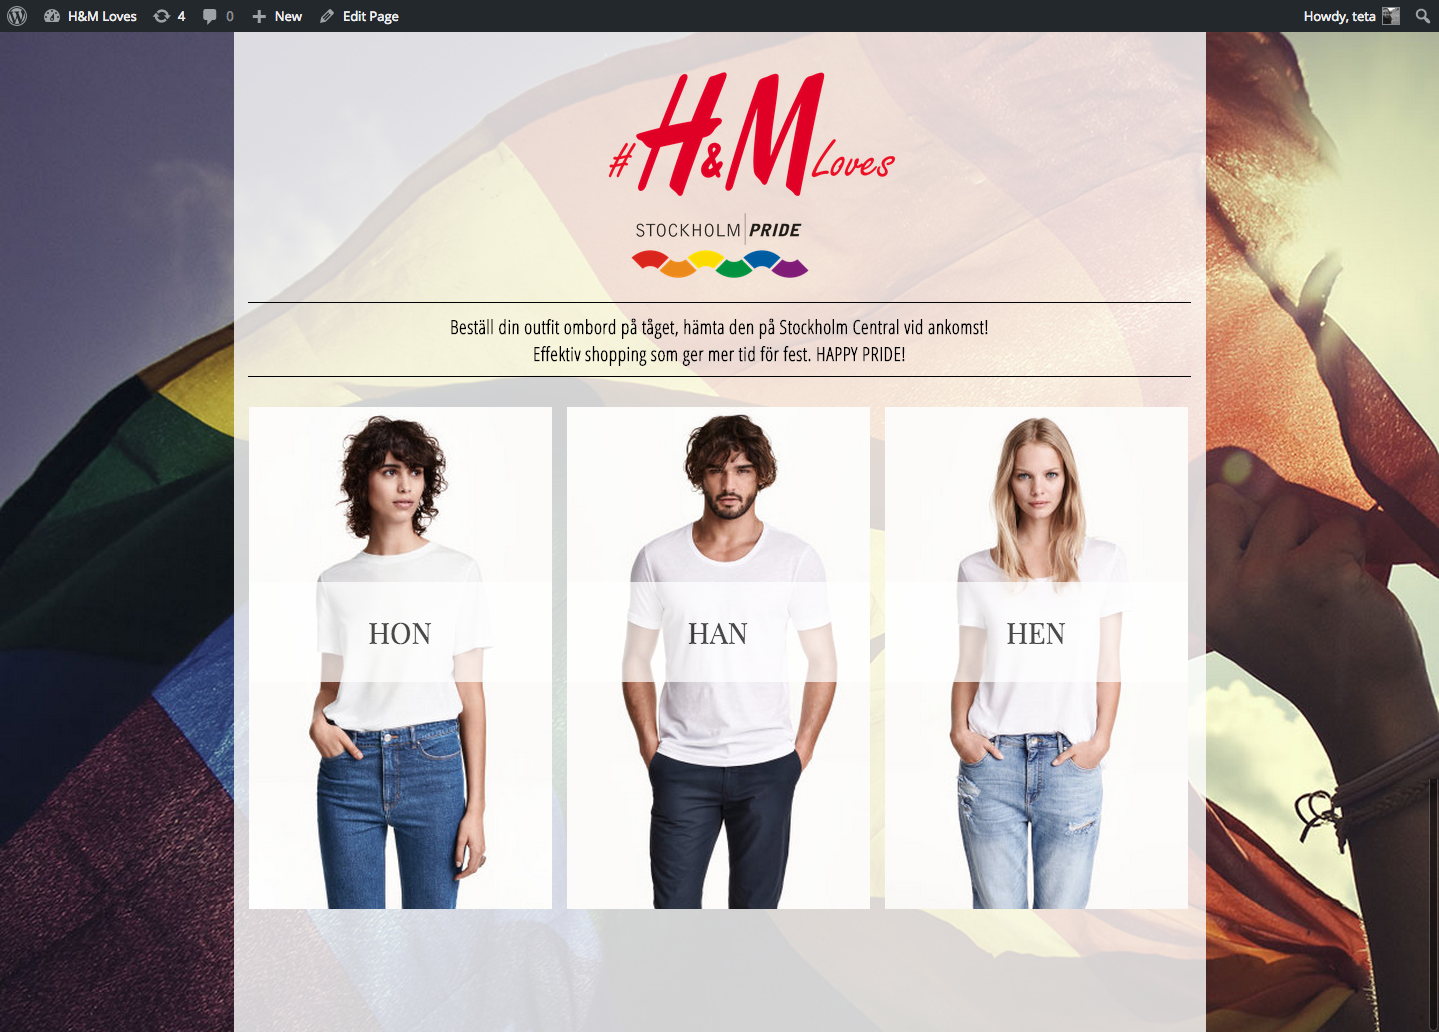 H&M Loves 4 0 New Edit Page Howdy, teta
#H&M Loves
STOCKHOLM PRIDE
Beställ din outfit ombord på tåget, hämta den på Stockholm Central vid ankomst!
Effektiv shopping som ger mer tid för fest. HAPPY PRIDE!
HON HAN HEN